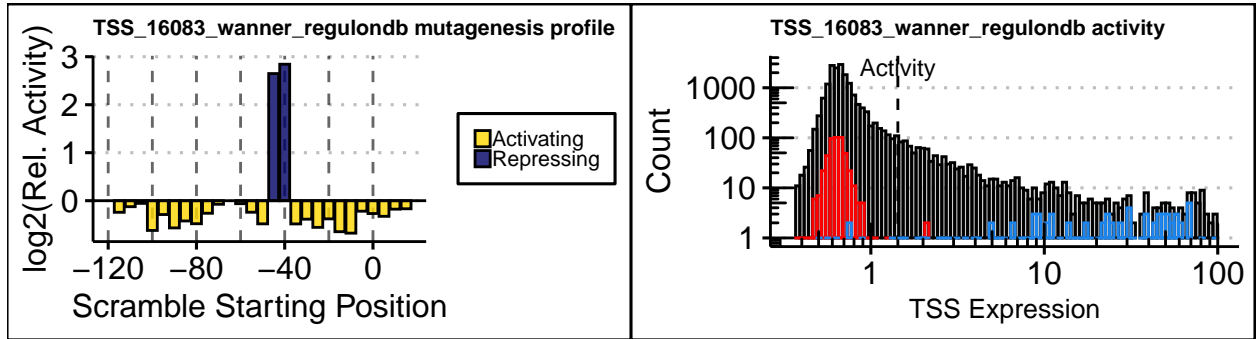 TSS_16083_wanner_regulondb mutagenesis profile
log2(Rel. Activity)
3
2
1
0
−120
−80
−40
0
Scramble Starting Position
Activating
Repressing
TSS_16083_wanner_regulondb activity
Activity
Count
1000
100
10
1
1
10
100
TSS Expression